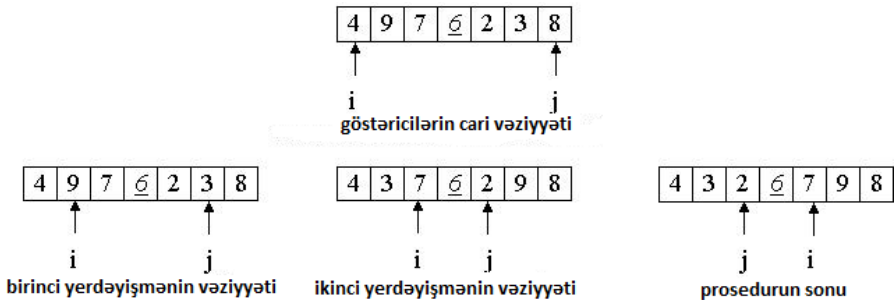 4 9 7 6 2 3 8
i j
göstəricilərin cari vəziyyəti
4 9 7 6 2 3 8
i j
birinci yerdəyişmənin vəziyyəti
4 3 7 6 2 9 8
i j
ikinci yerdəyişmənin vəziyyəti
4 3 2 6 7 9 8
j i
prosedurun sonu